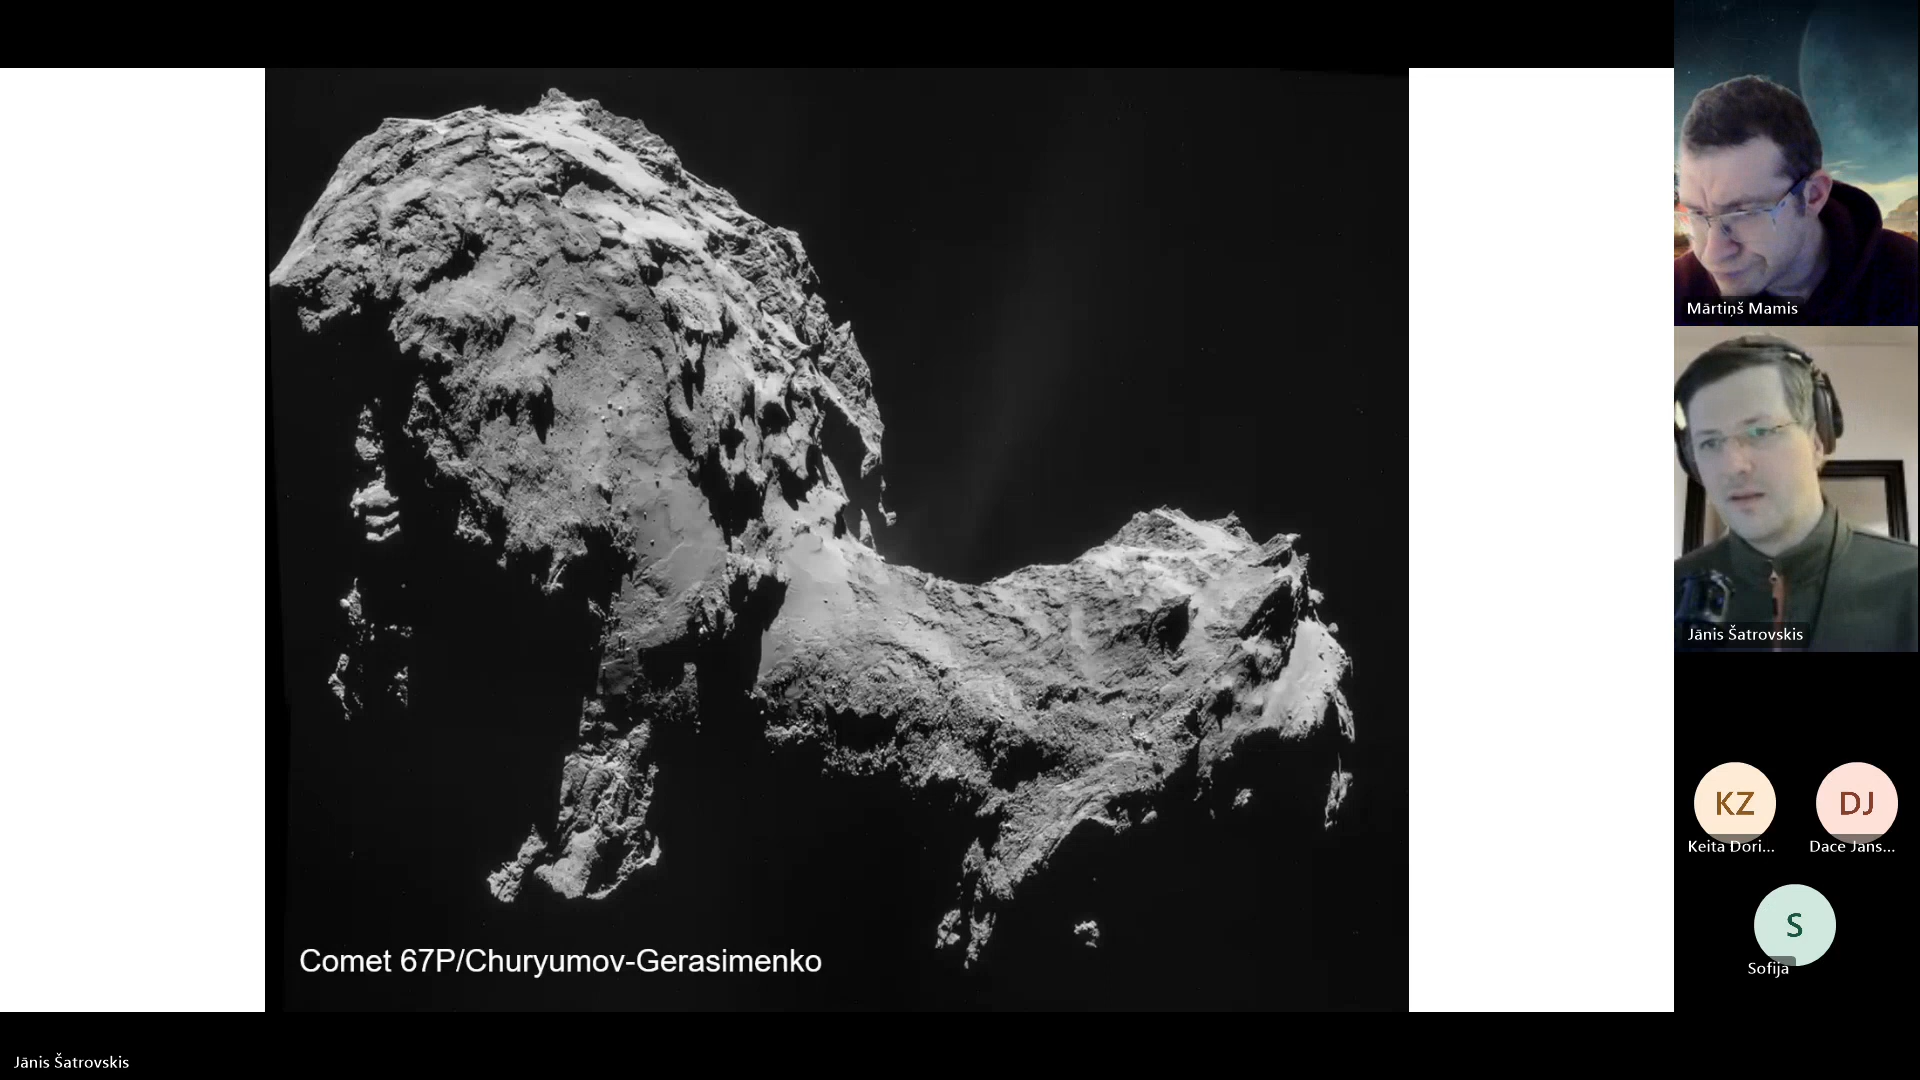 Mārtiņš Mamis
Jānis Šatrovskis
KZ
DJ
Keita Dori...
Dace Jans...
S
Sofija
Comet 67P/Churyumov-Gerasimenko
Jānis Šatrovskis